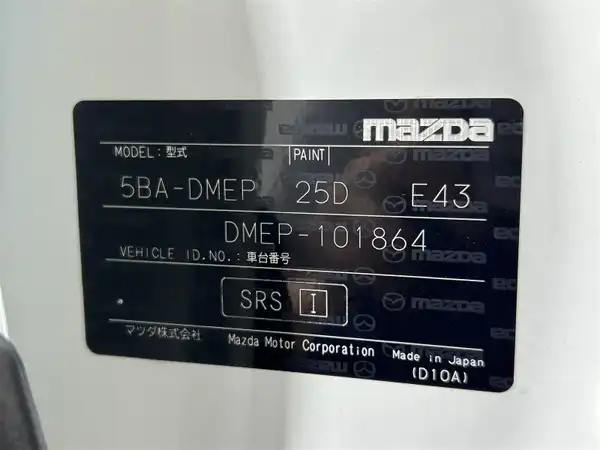 mazda
MODEL:型式 PAINT
5BA-DMEP 25D E43
DMEP-101864
VEHICLE ID.NO.:車台番号
SRS I
マツダ株式会社 Mazda Motor Corporation Made in Japan
(D10A)